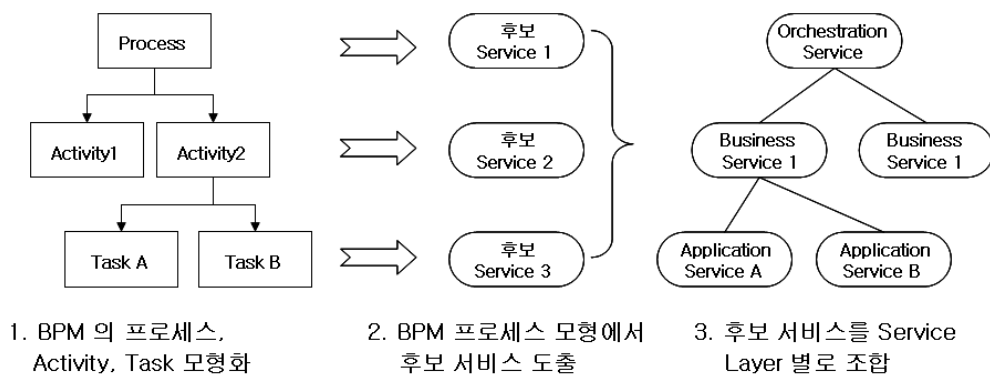 Process
Activity1
Activity2
Task A
Task B
후보
Service 1
후보
Service 2
후보
Service 3
Orchestration
Service
Business
Service 1
Business
Service 1
Application
Service A
Application
Service B
1. BPM 의 프로세스,
Activity, Task 모형화
2. BPM 프로세스 모형에서
후보 서비스 도출
3. 후보 서비스를 Service
Layer 별로 조합